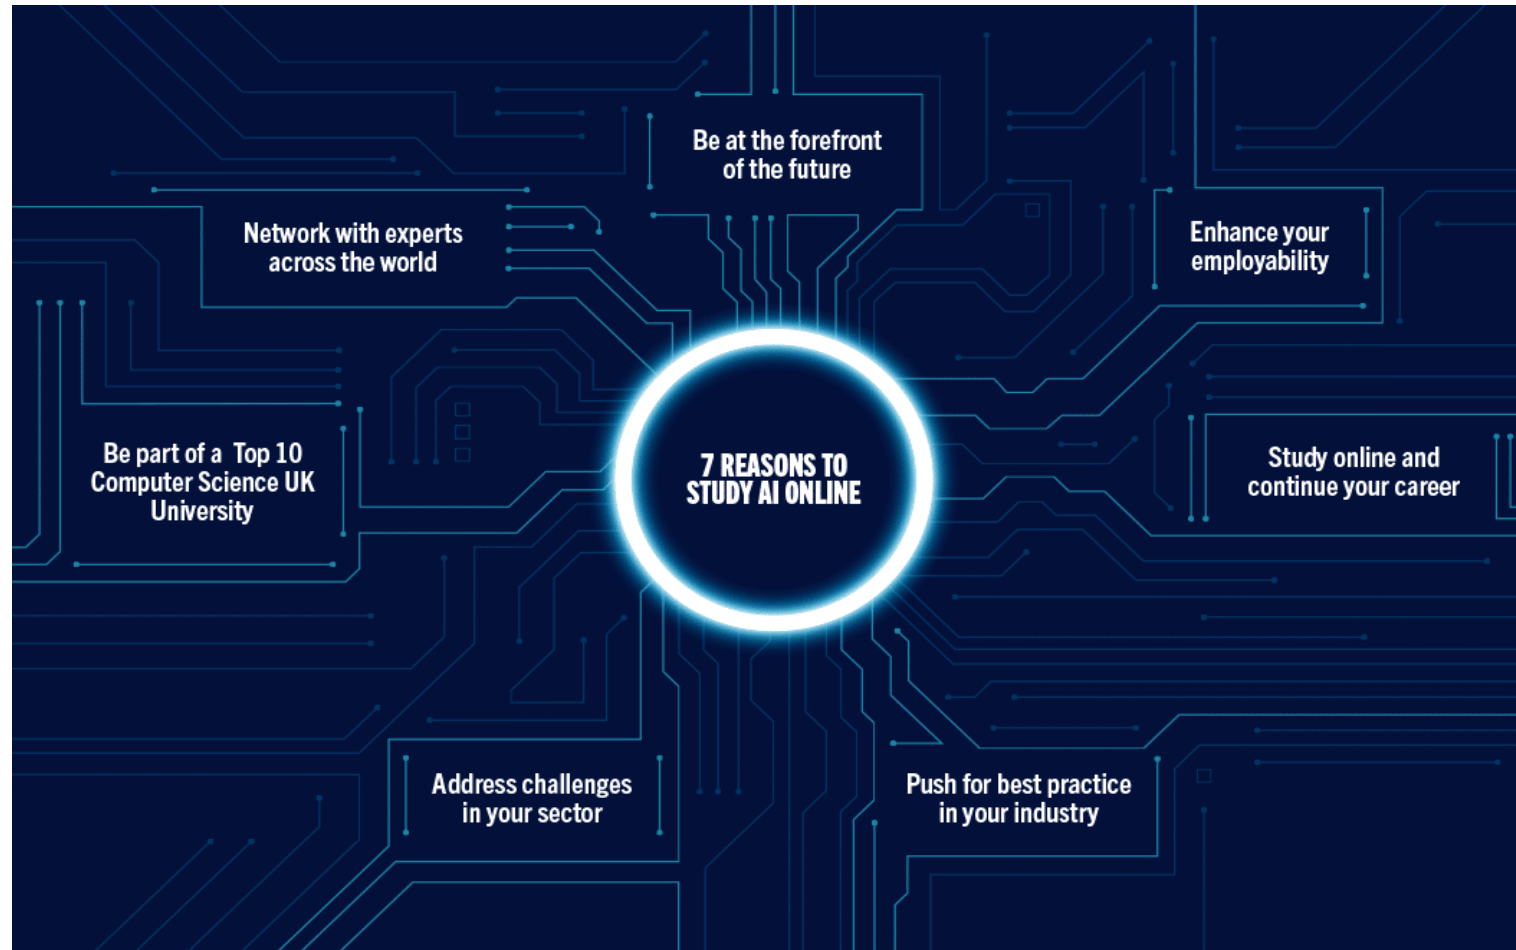 Be at the forefront
of the future
Network with experts
across the world
Enhance your
employability
Be part of a  Top 10
Computer Science UK
University
7 REASONS TO
STUDY AI ONLINE
Study online and
continue your career
Address challenges
in your sector
Push for best practice
in your industry